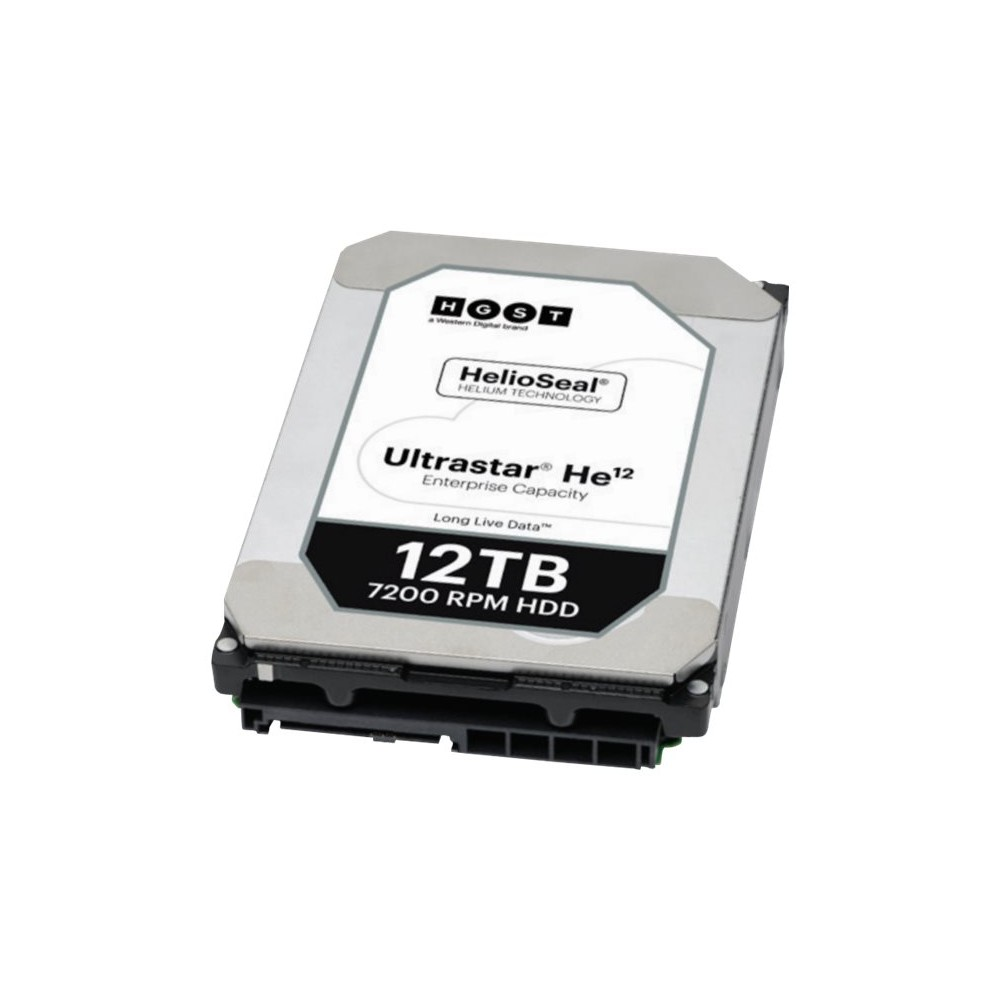 HGST
a Western Digital brand
HelioSeal®
HELIUM TECHNOLOGY
Ultrastar® He¹²
Enterprise Capacity
Long Live Data™
12TB
7200 RPM HDD